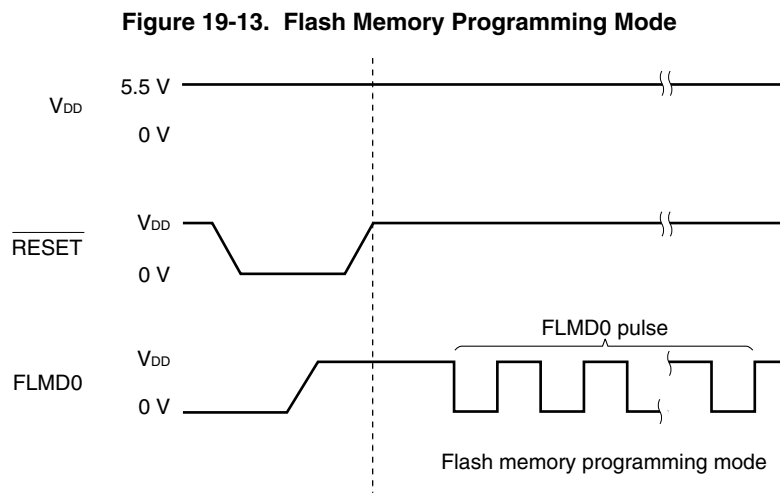 Figure 19-13. Flash Memory Programming Mode
5.5 V
VDD
0 V
VDD
RESET
0 V
FLMD0 pulse
VDD
FLMD0
0 V
Flash memory programming mode